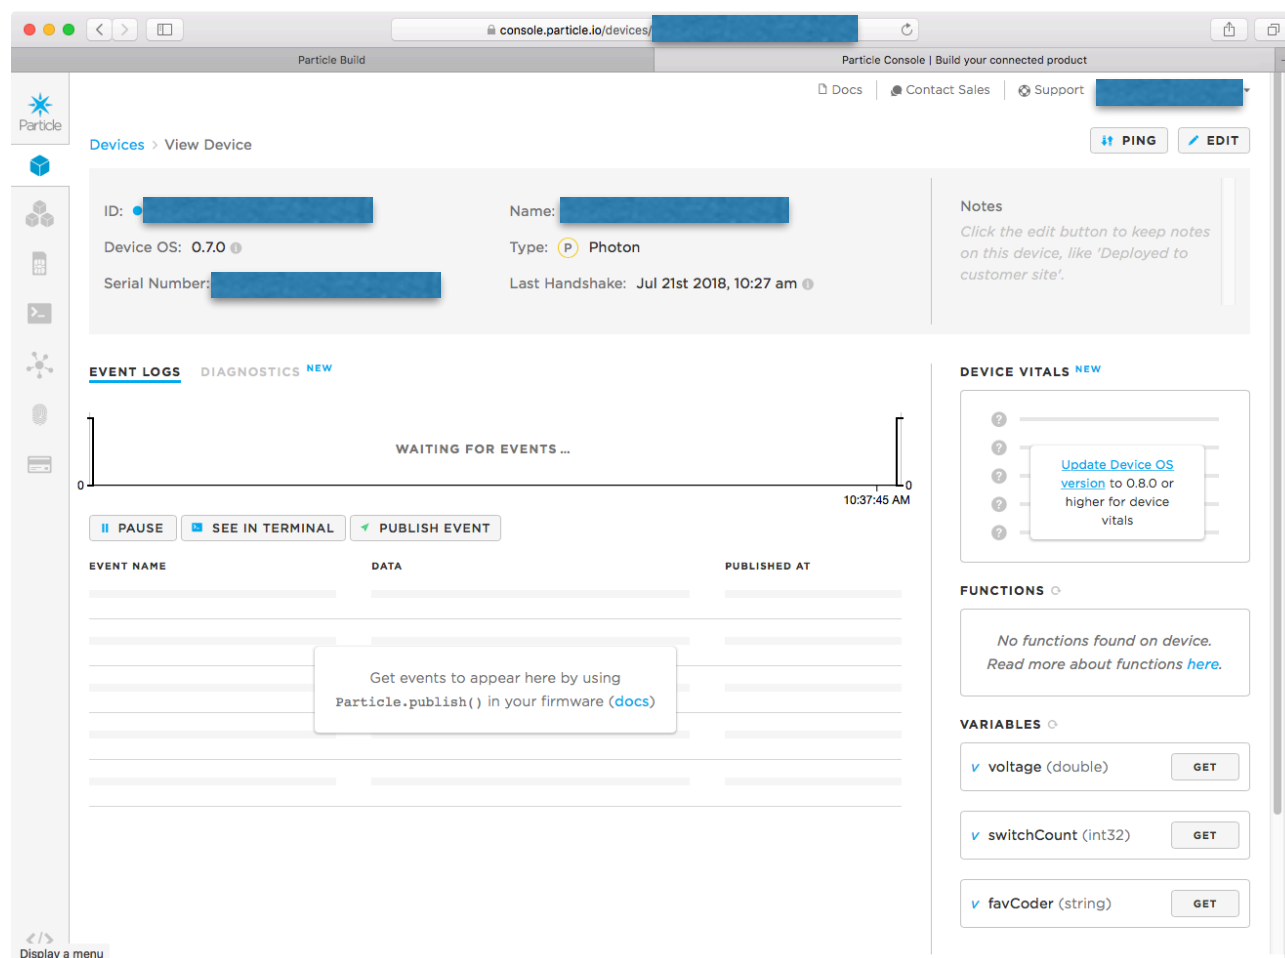 console.particle.io/devices/
Particle Build
Particle Console | Build your connected product
Docs
Contact Sales
Support
Particle
Devices > View Device
PING
EDIT
ID:
Name:
Notes
Click the edit button to keep notes
on this device, like 'Deployed to
customer site'.
Device OS: 0.7.0
Type: P Photon
Serial Number:
Last Handshake: Jul 21st 2018, 10:27 am
EVENT LOGS
DIAGNOSTICS NEW
DEVICE VITALS NEW
WAITING FOR EVENTS ...
0
0
10:37:45 AM
Update Device OS
version to 0.8.0 or
higher for device
vitals
PAUSE
SEE IN TERMINAL
PUBLISH EVENT
EVENT NAME
DATA
PUBLISHED AT
Get events to appear here by using
Particle.publish() in your firmware (docs)
FUNCTIONS
No functions found on device.
Read more about functions here.
VARIABLES
v voltage (double) GET
v switchCount (int32) GET
v favCoder (string) GET
Display a menu